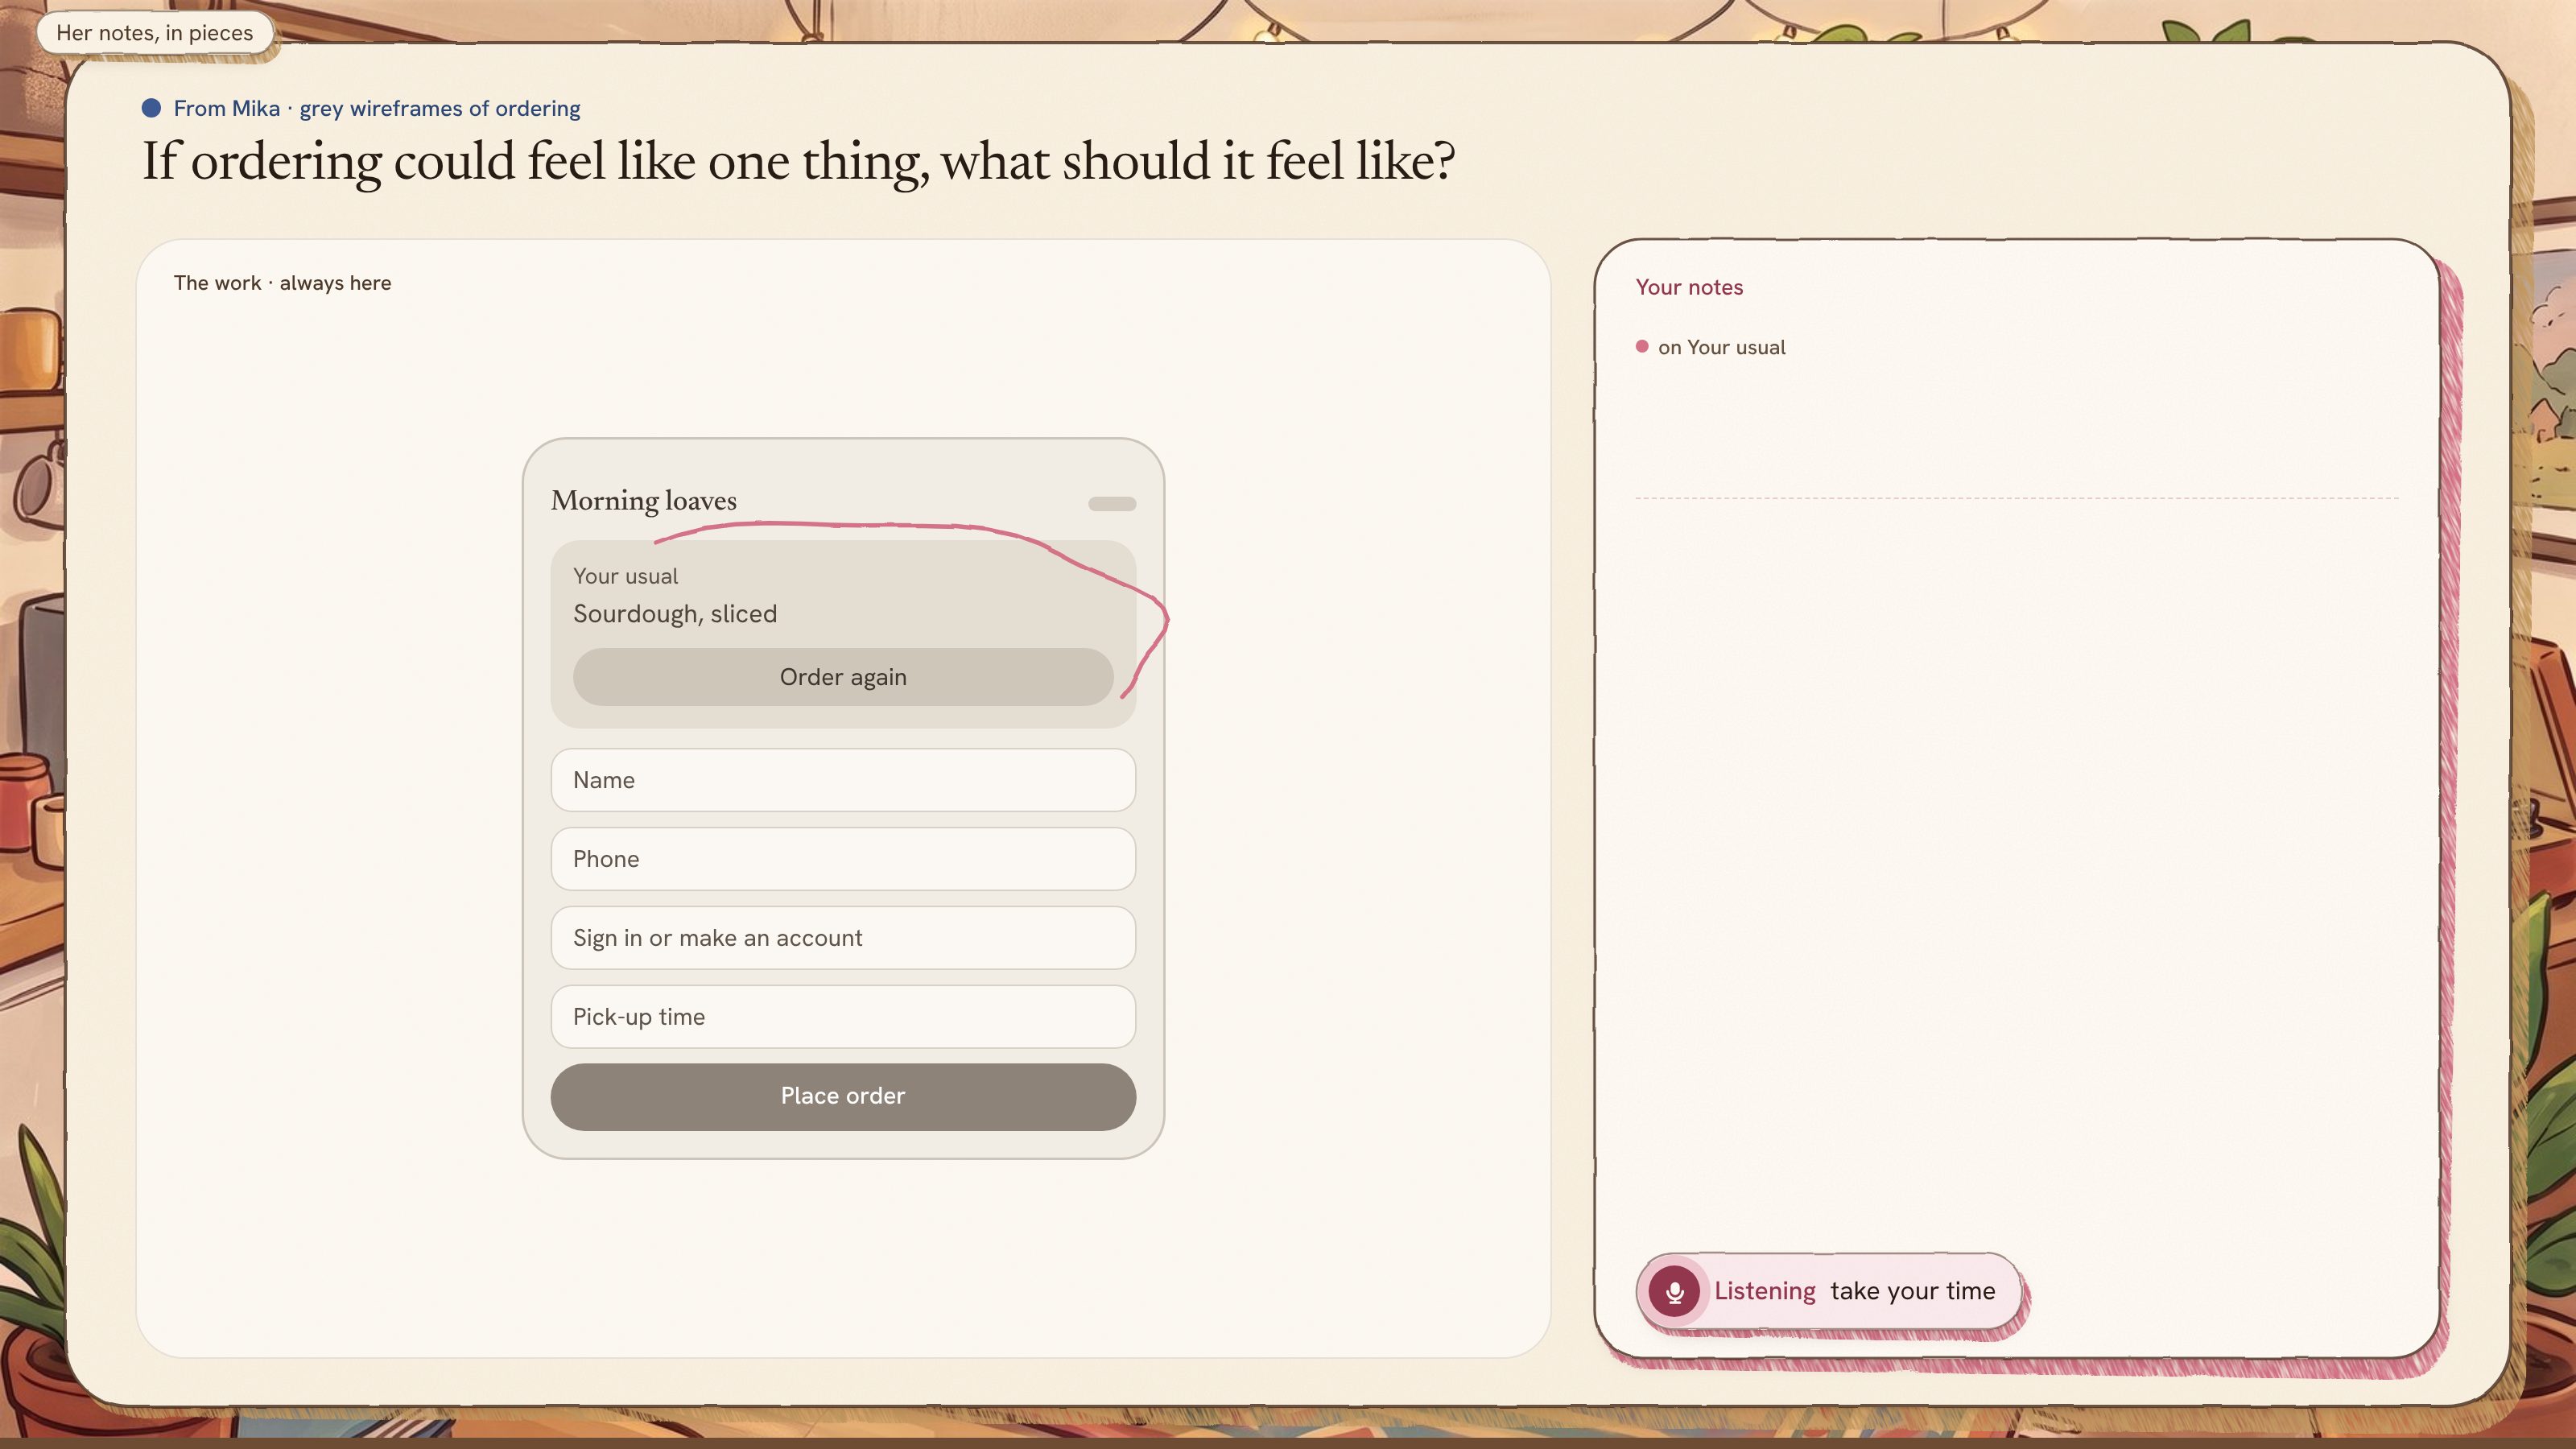 Her notes, in pieces
From Mika · grey wireframes of ordering
If ordering could feel like one thing, what should it feel like?
The work · always here
Morning loaves
Your usual
Sourdough, sliced
Order again
Name
Phone
Sign in or make an account
Pick-up time
Place order
Your notes
on Your usual
Listening take your time